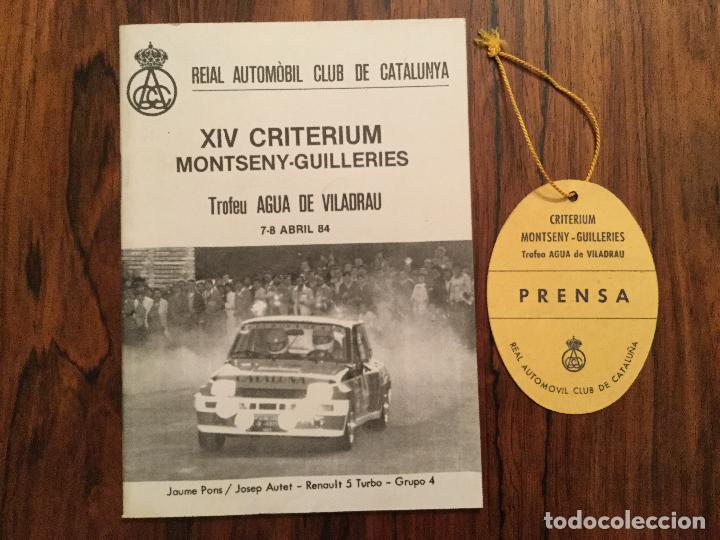 REIAL AUTOMÒBIL CLUB DE CATALUNYA
XIV CRITERIUM
MONTSENY-GUILLERIES
Trofeu AGUA DE VILADRAU
7-8 ABRIL 84
CATALUÑA
Jaume Pons / Josep Autet - Renault 5 Turbo - Grupo 4
CRITERIUM
MONTSENY-GUILLERIES
Trofeo AGUA de VILADRAU
PRENSA
REAL AUTOMOVIL CLUB DE CATALUÑA
todocoleccion.net